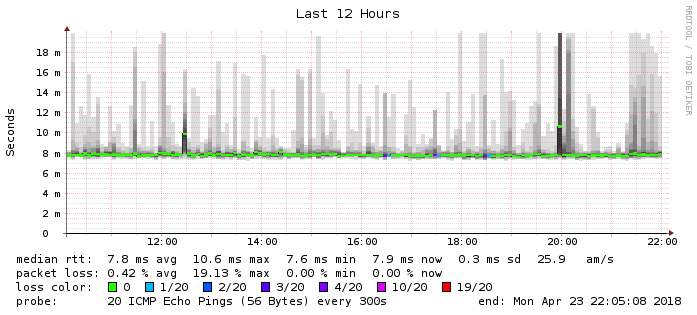 Last 12 Hours
RRDTOOL / TOBI OETIKER
Seconds
18 m
16 m
14 m
12 m
10 m
8 m
6 m
4 m
2 m
0
12:00 14:00 16:00 18:00 20:00 22:00
median rtt: 7.8 ms avg 10.6 ms max 7.6 ms min 7.9 ms now 0.3 ms sd 25.9 am/s
packet loss: 0.42 % avg 19.13 % max 0.00 % min 0.00 % now
loss color: 0 1/20 2/20 3/20 4/20 10/20 19/20
probe: 20 ICMP Echo Pings (56 Bytes) every 300s end: Mon Apr 23 22:05:08 2018